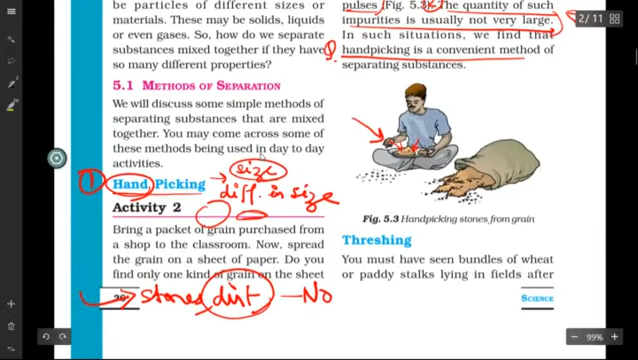 be particles of different sizes or
materials. These may be solids, liquids
or even gases. So, how do we separate
substances mixed together if they have
so many different properties?
5.1 METHODS OF SEPARATION
We will discuss some simple methods of
separating substances that are mixed
together. You may come across some of
these methods being used in day to day
activities.
① Hand Picking → size
diff. in size
Activity 2
Bring a packet of grain purchased from
a shop to the classroom. Now, spread
the grain on a sheet of paper. Do you
find only one kind of grain on the sheet
stones dirt — No
pulses (Fig. 5.3). The quantity of such
impurities is usually not very large.
In such situations, we find that
handpicking is a convenient method of
separating substances.
Fig. 5.3 Handpicking stones from grain
Threshing
You must have seen bundles of wheat
or paddy stalks lying in fields after
SCIENCE
2/11
99%